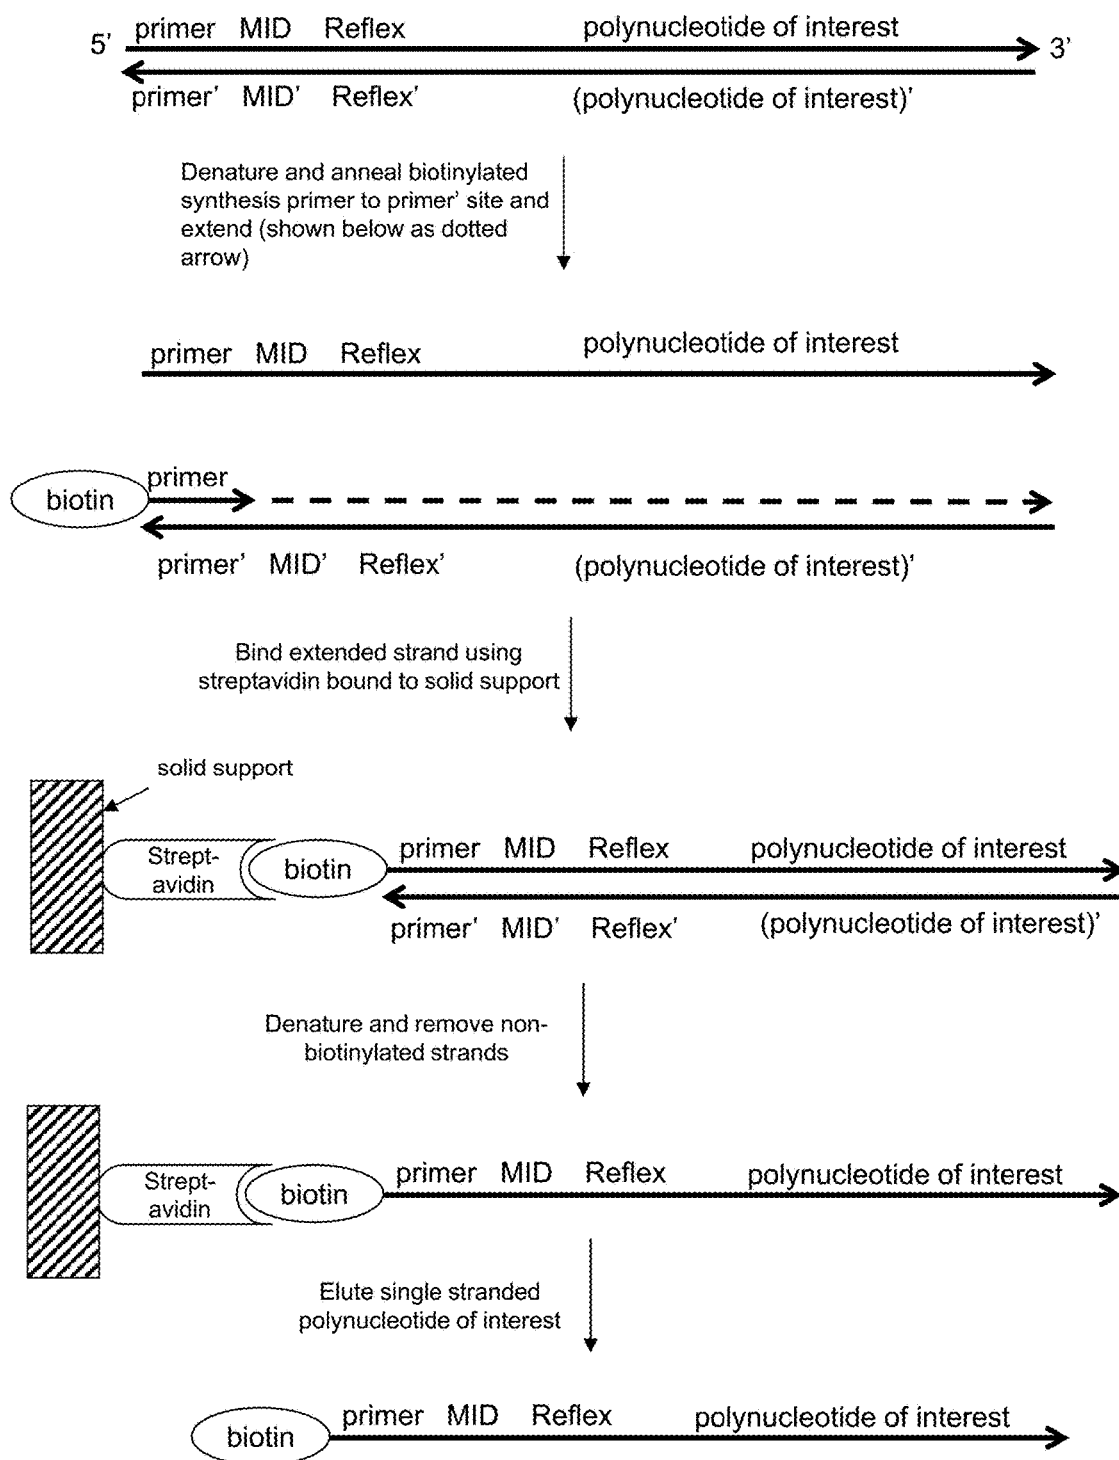 primer MID Reflex polynucleotide of interest
5’ 3’
primer’ MID’ Reflex’ (polynucleotide of interest)’
Denature and anneal biotinylated
synthesis primer to primer’ site and
extend (shown below as dotted
arrow)
primer MID Reflex polynucleotide of interest
primer
biotin
primer’ MID’ Reflex’ (polynucleotide of interest)’
Bind extended strand using
streptavidin bound to solid support
solid support
Strept-
avidin
biotin
primer MID Reflex polynucleotide of interest
primer’ MID’ Reflex’ (polynucleotide of interest)’
Denature and remove non-
biotinylated strands
Strept-
avidin
biotin
primer MID Reflex polynucleotide of interest
Elute single stranded
polynucleotide of interest
primer MID Reflex polynucleotide of interest
biotin